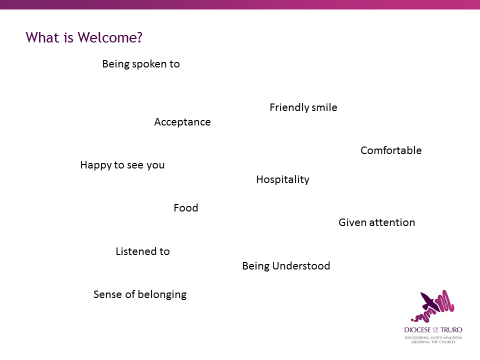 What is Welcome?
Being spoken to
Friendly smile
Acceptance
Comfortable
Happy to see you
Hospitality
Food
Given attention
Listened to
Being Understood
Sense of belonging
DIOCESE OF TRURO
DISCOVERING GOD'S KINGDOM
GROWING THE CHURCH